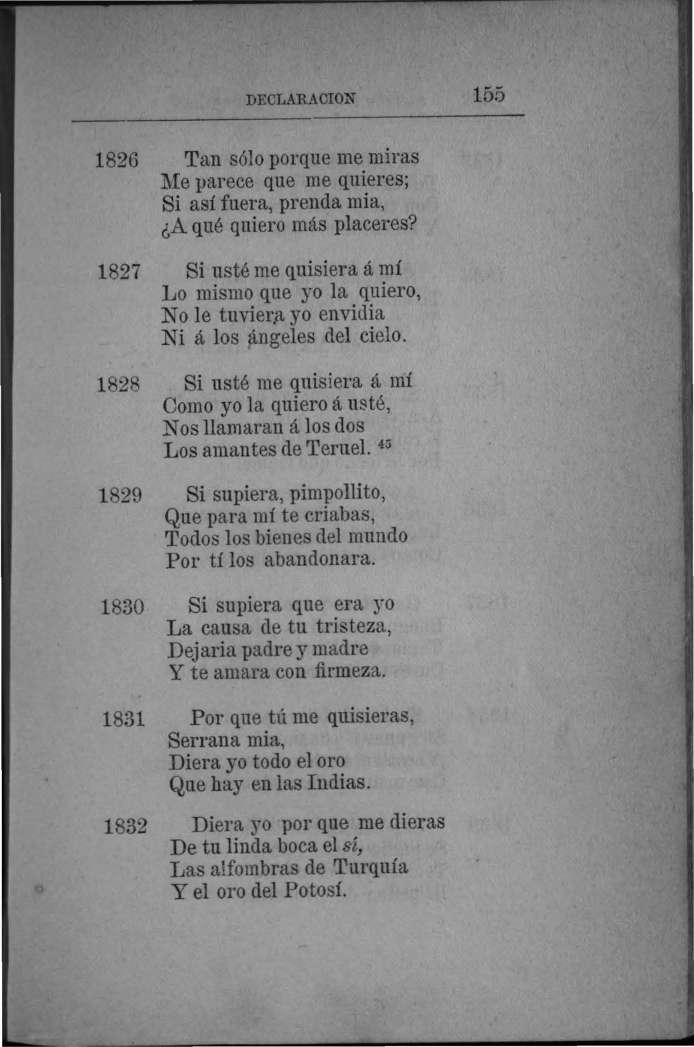 DECLARACION 155
1826 Tan sólo porque me miras
Me parece que me quieres;
Si así fuera, prenda mia,
¿A qué quiero más placeres?
1827 Si usté me quisiera á mí
Lo mismo que yo la quiero,
No le tuviera yo envidia
Ni á los ángeles del cielo.
1828 Si usté me quisiera á mí
Como yo la quiero á usté,
Nos llamaran á los dos
Los amantes de Teruel. 45
1829 Si supiera, pimpollito,
Que para mí te criabas,
Todos los bienes del mundo
Por tí los abandonara.
1830 Si supiera que era yo
La causa de tu tristeza,
Dejaria padre y madre
Y te amara con firmeza.
1831 Por que tú me quisieras,
Serrana mia,
Diera yo todo el oro
Que hay en las Indias.
1832 Diera yo por que me dieras
De tu linda boca el sí,
Las alfombras de Turquía
Y el oro del Potosí.